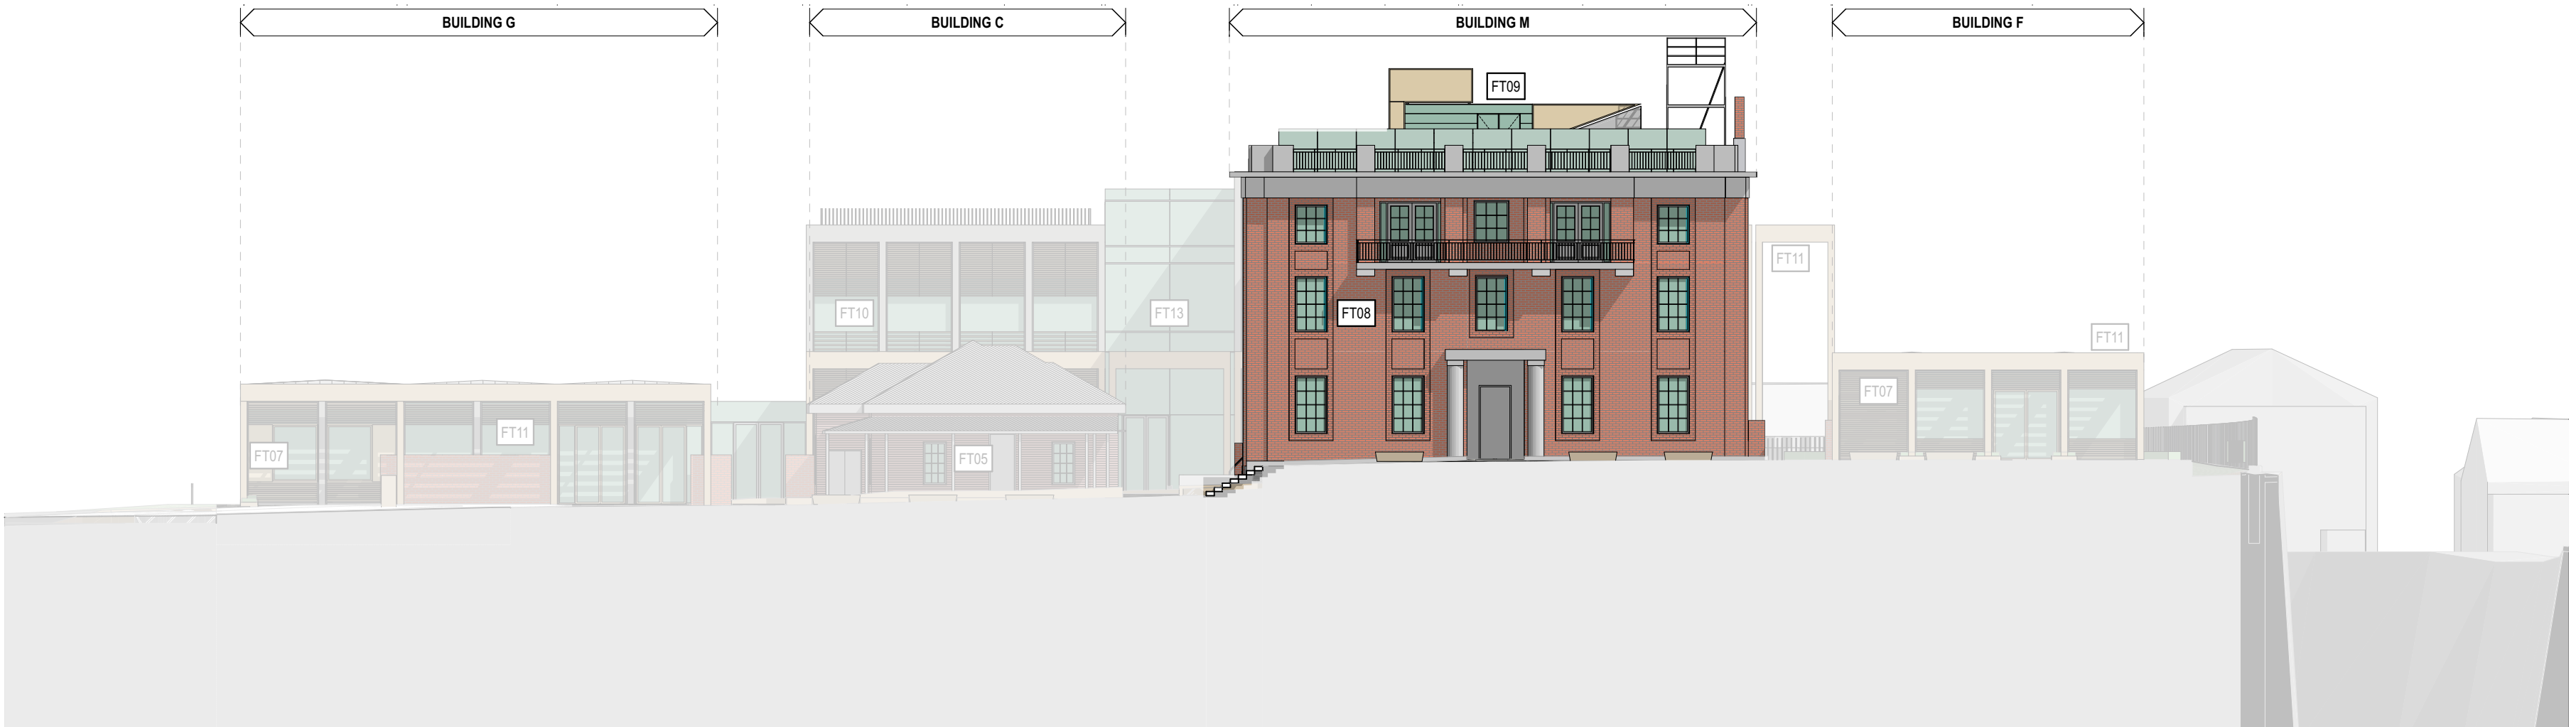 BUILDING G
BUILDING C
BUILDING M
BUILDING F
FT09
FT11
FT10
FT13
FT08
FT11
FT07
FT11
FT07
FT05